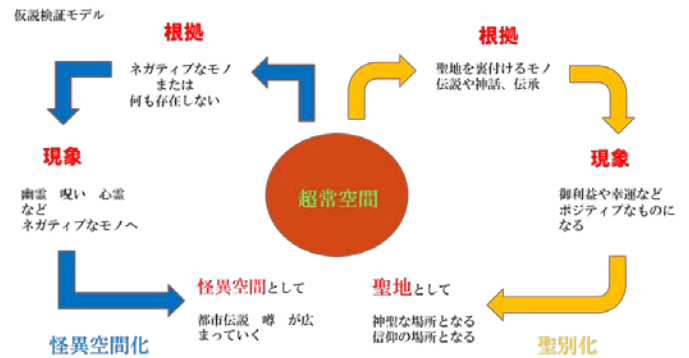 仮説検証モデル
根拠
ネガティブなモノ
または
何も存在しない
現象
幽霊 呪い 心霊
など
ネガティブなモノへ
怪異空間として
都市伝説 噂 が広
まっていく
怪異空間化
超常空間
根拠
聖地を裏付けるモノ
伝説や神話、伝承
現象
御利益や幸運など
ポジティブなものに
なる
聖地として
神聖な場所となる
信仰の場所となる
聖別化